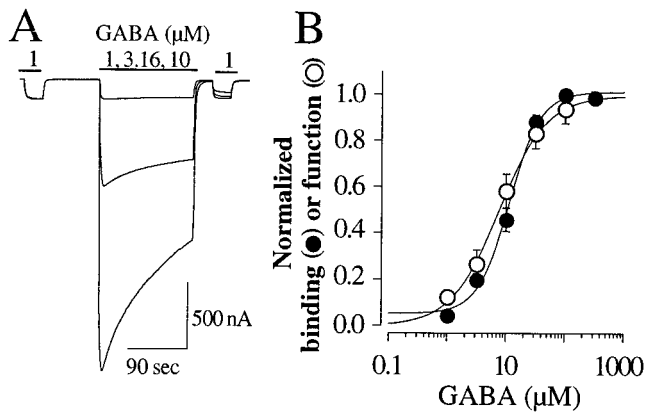 A
GABA (μM)
1 1, 3.16, 10 1
500 nA
90 sec
B
Normalized
binding (●) or function (○)
1.0
0.8
0.6
0.4
0.2
0.0
0.1 10 1000
GABA (μM)